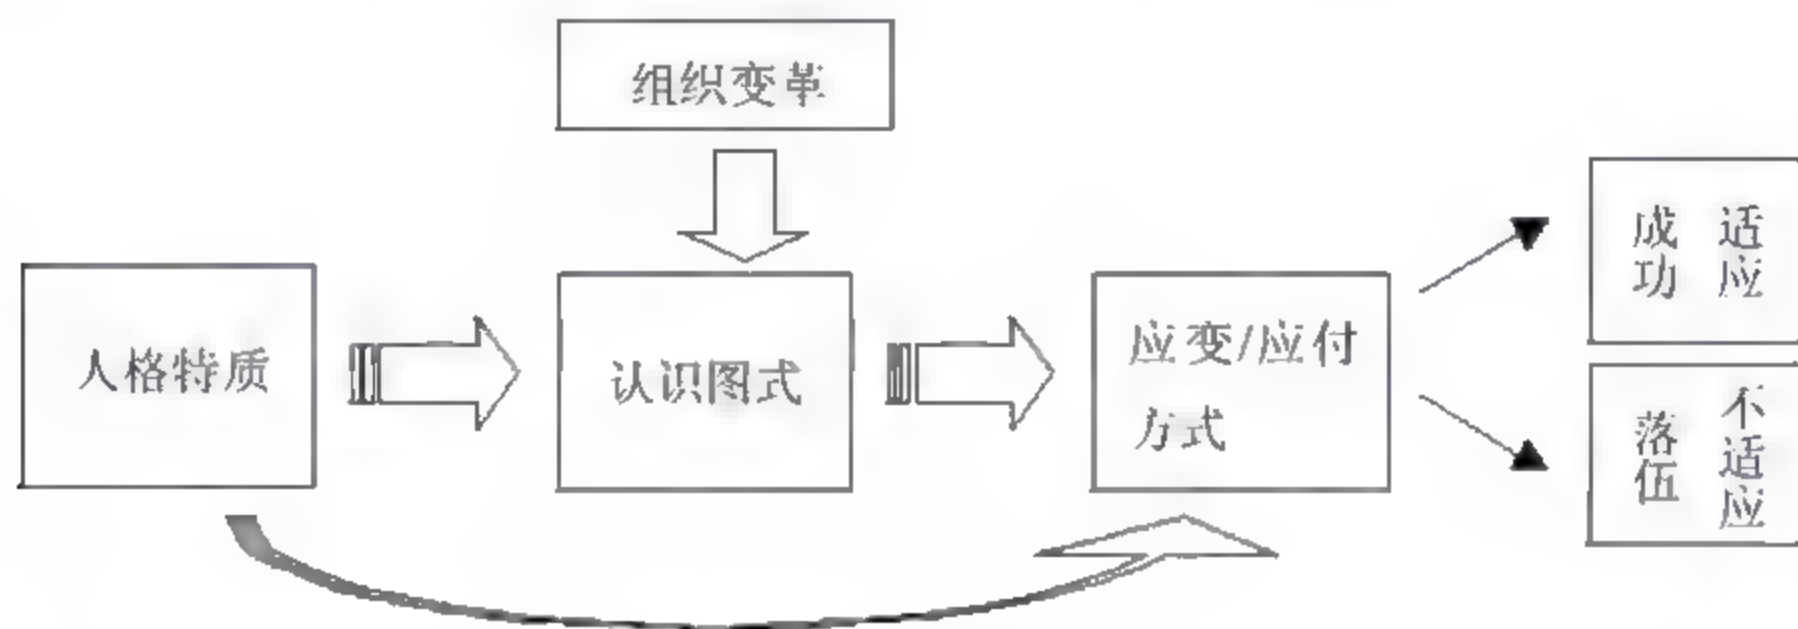 组织变革
人格特质
认识图式
应变/应付
方式
适应
成功
不适应
落伍